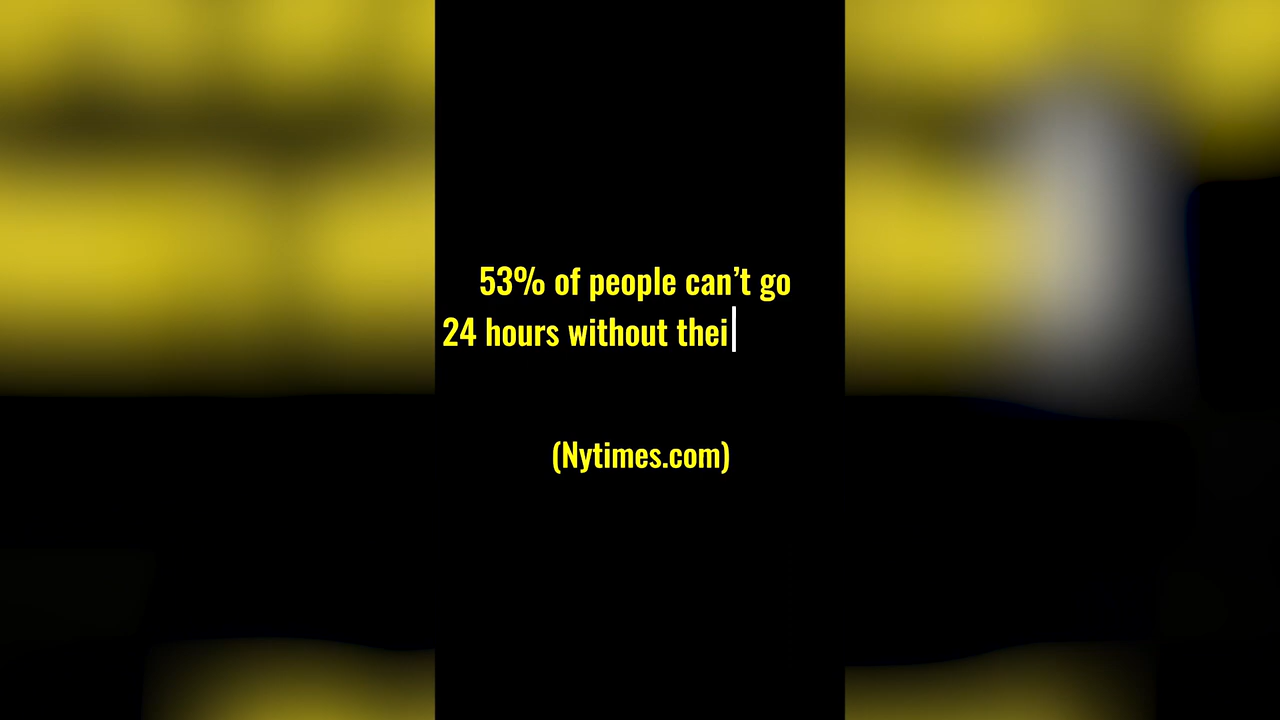 53% of people can’t go
24 hours without thei
(Nytimes.com)